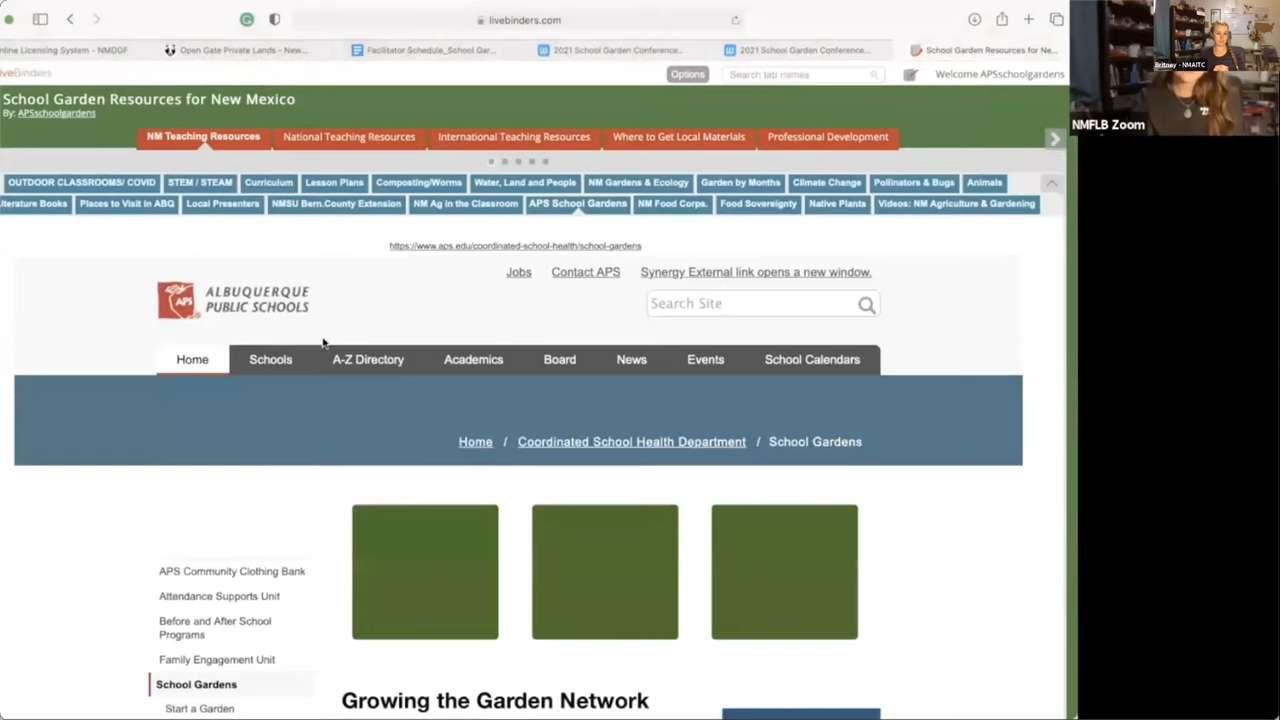 livebinders.com
nline Licensing System - NMDGF
Open Gate Private Lands - New...
Facilitator Schedule_School Gar...
2021 School Garden Conference...
2021 School Garden Conference...
School Garden Resources for Ne...
iveBinders
Options
Search tab names
Welcome APSschoolgardens
School Garden Resources for New Mexico
By: APSschoolgardens
NM Teaching Resources
National Teaching Resources
International Teaching Resources
Where to Get Local Materials
Professional Development
OUTDOOR CLASSROOMS/ COVID
STEM / STEAM
Curriculum
Lesson Plans
Composting/Worms
Water, Land and People
NM Gardens & Ecology
Garden by Months
Climate Change
Pollinators & Bugs
Animals
iterature Books
Places to Visit in ABQ
Local Presenters
NMSU Bern.County Extension
NM Ag in the Classroom
APS School Gardens
NM Food Corps.
Food Sovereignty
Native Plants
Videos: NM Agriculture & Gardening
https://www.aps.edu/coordinated-school-health/school-gardens
Jobs
Contact APS
Synergy External link opens a new window.
APS
ALBUQUERQUE
PUBLIC SCHOOLS
Search Site
Home
Schools
A-Z Directory
Academics
Board
News
Events
School Calendars
Home / Coordinated School Health Department / School Gardens
APS Community Clothing Bank
Attendance Supports Unit
Before and After School
Programs
Family Engagement Unit
School Gardens
Start a Garden
Growing the Garden Network
Britney - NMAITC
NMFLB Zoom